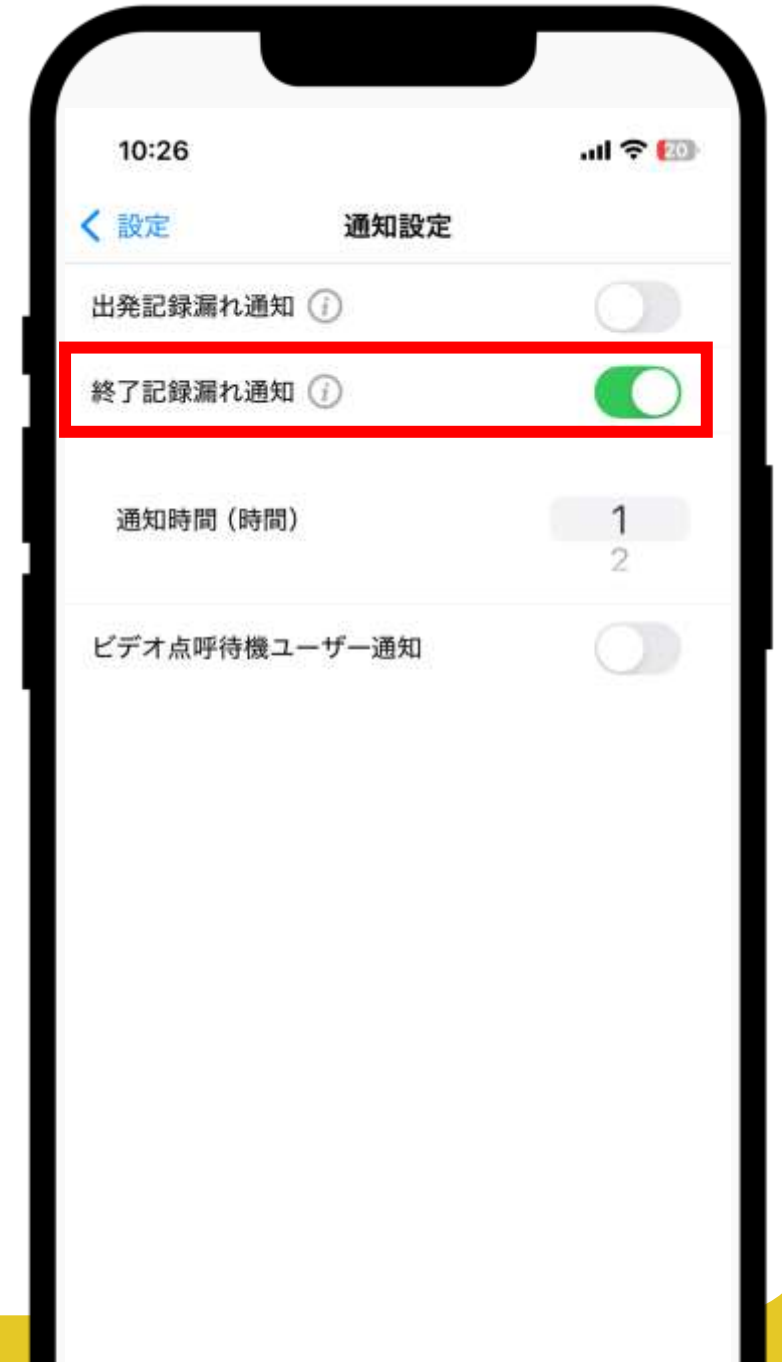 10:26
20
設定
通知設定
出発記録漏れ通知 i
終了記録漏れ通知 i
通知時間（時間）
1
2
ビデオ点呼待機ユーザー通知